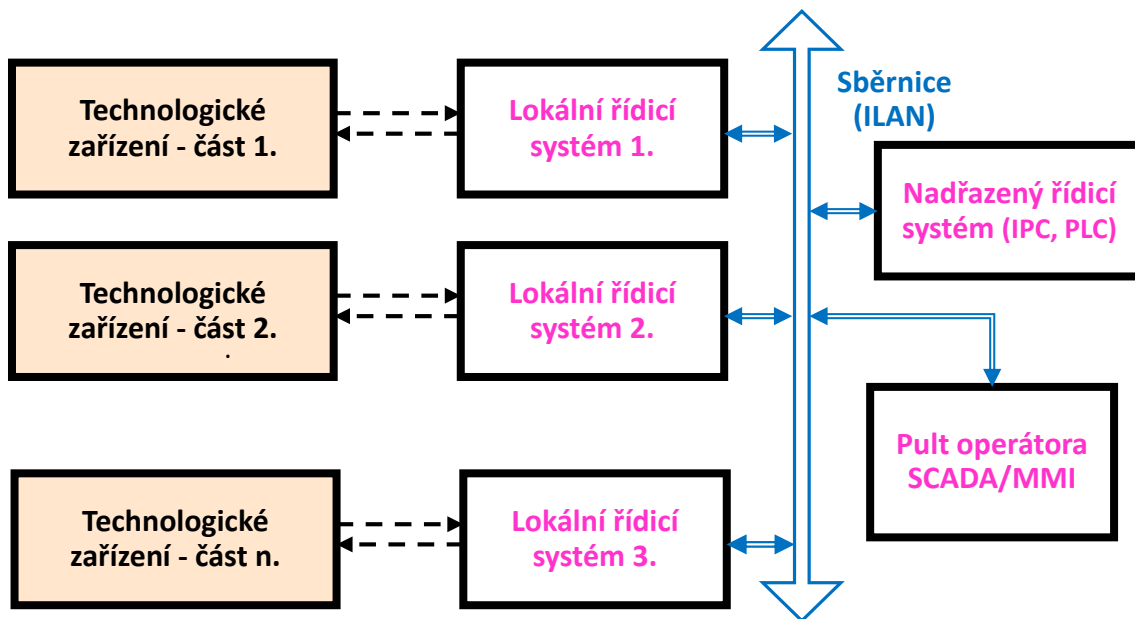 Technologické
zařízení - část 1.
Lokální řídicí
systém 1.
Sběrnice
(ILAN)
Nadřazený řídicí
systém (IPC, PLC)
Technologické
zařízení - část 2.
.
Lokální řídicí
systém 2.
Pult operátora
SCADA/MMI
Technologické
zařízení - část n.
Lokální řídicí
systém 3.